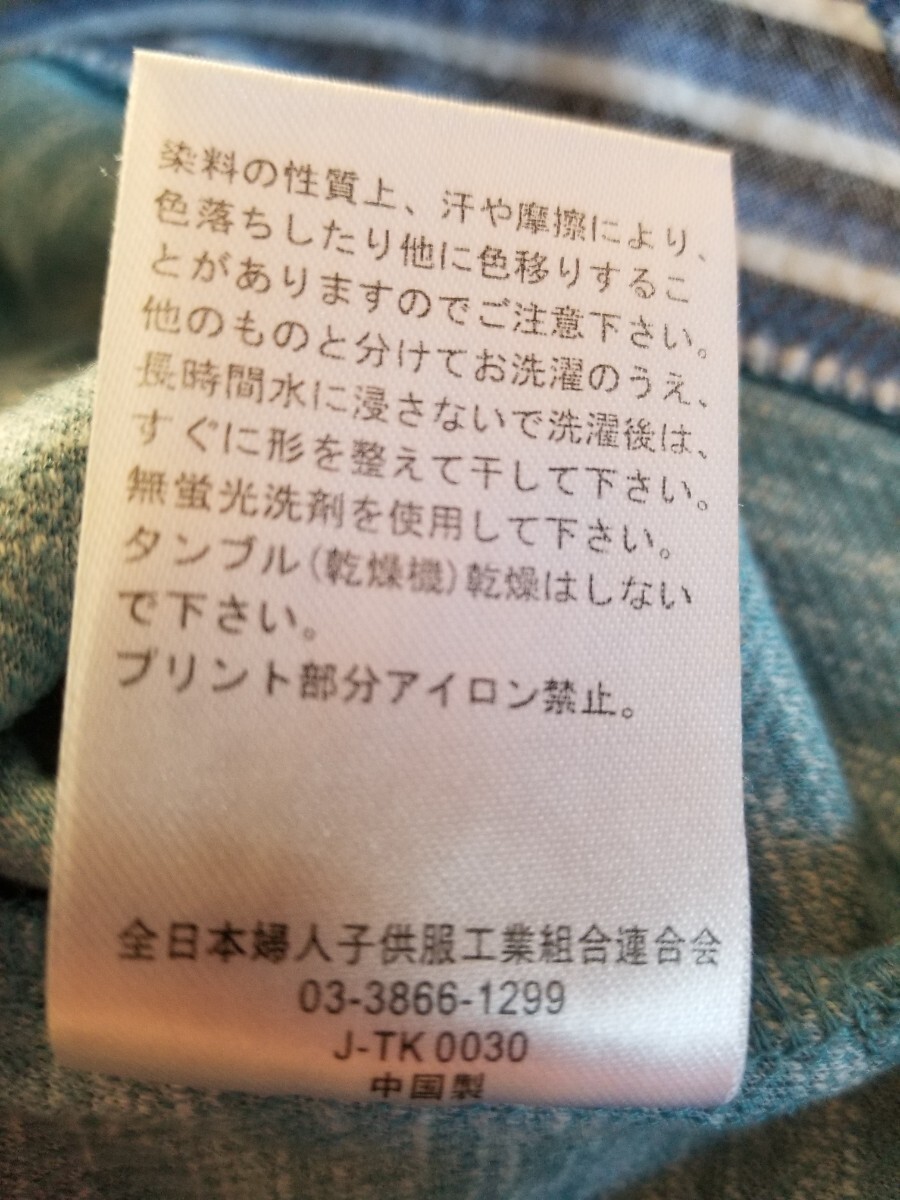 染料の性質上、汗や摩擦により、
色落ちしたり他に色移りするこ
とがありますのでご注意下さい。
他のものと分けてお洗濯のうえ、
長時間水に浸さないで洗濯後は、
すぐに形を整えて干して下さい。
無蛍光洗剤を使用して下さい。
タンブル(乾燥機)乾燥はしない
で下さい。
プリント部分アイロン禁止。
全日本婦人子供服工業組合連合会
03-3866-1299
J-TK0030
中国製